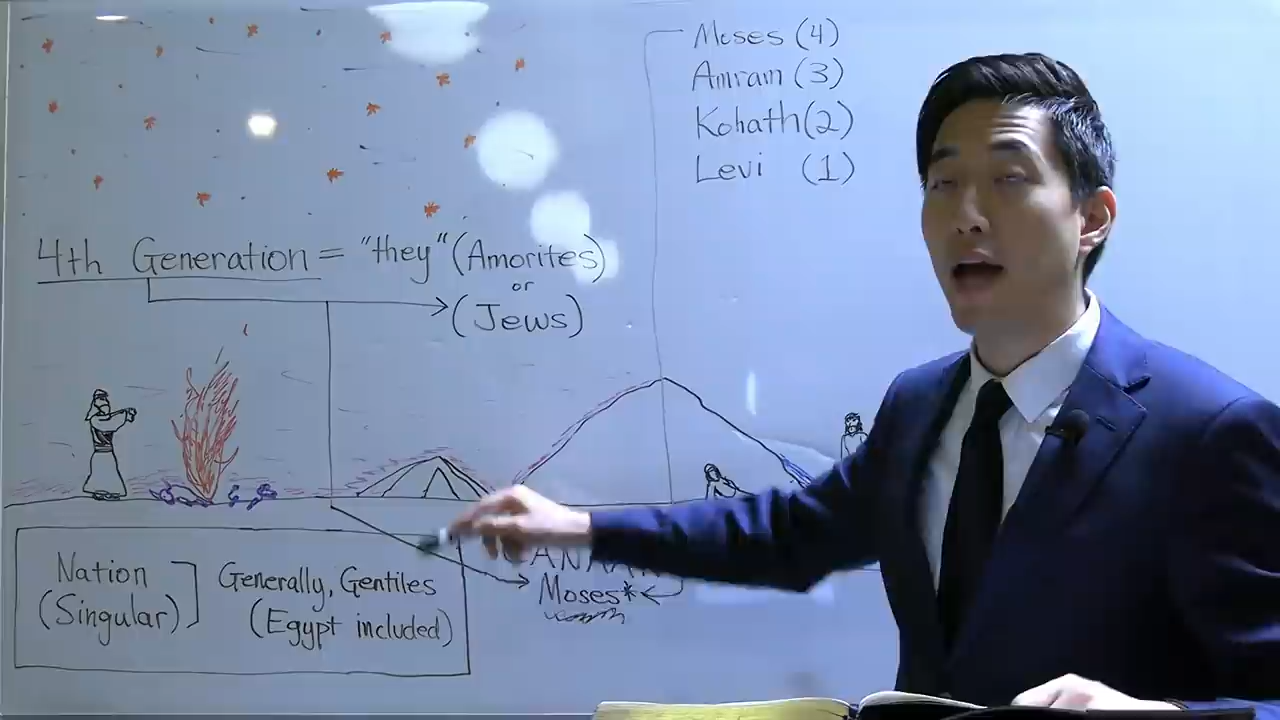 Moses (4)
Amram (3)
Kohath (2)
Levi (1)
4th Generation = "they" (Amorites)
or
(Jews)
Nation
(Singular)
Generally, Gentiles
(Egypt included)
Moses*